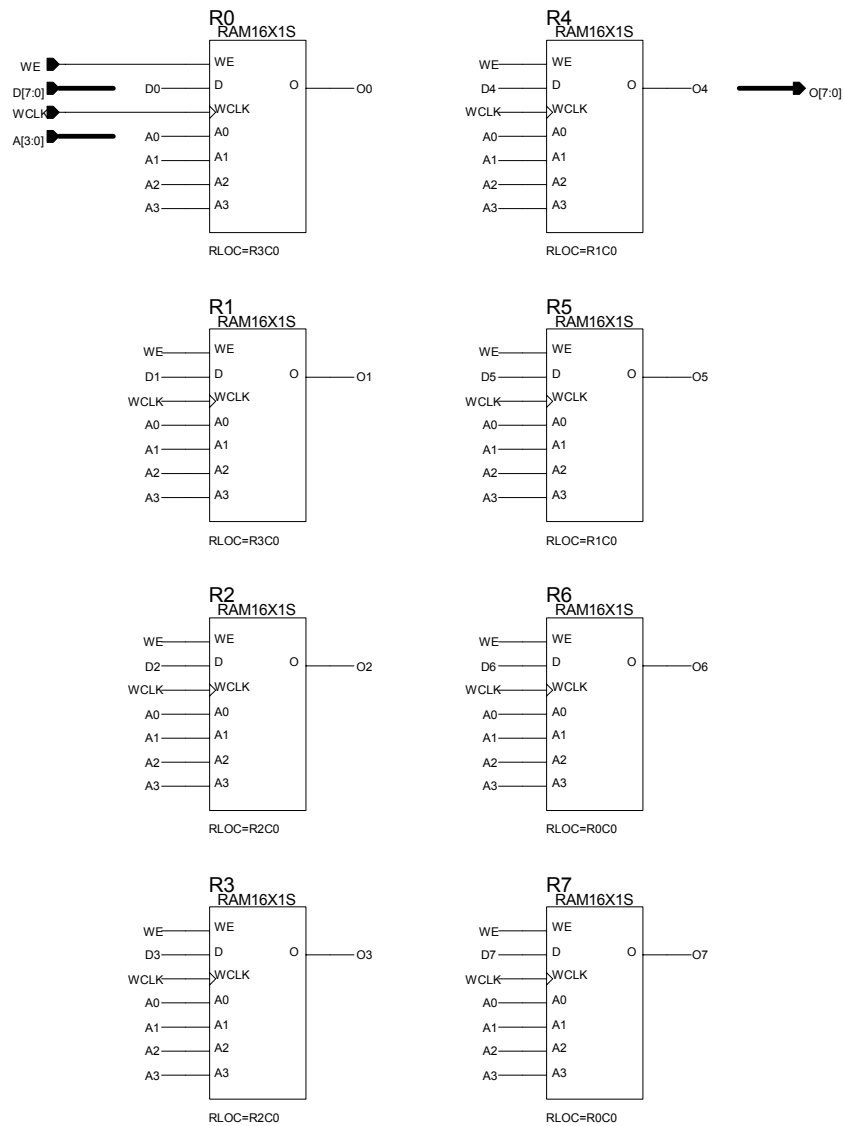 R0
RAM16X1S
WE
WE
D[7:0]
D0
D
O
O0
WCLK
WCLK
A[3:0]
A0
A0
A1
A1
A2
A2
A3
A3
RLOC=R3C0
R4
RAM16X1S
WE
WE
D4
D
O
O4
O[7:0]
WCLK
WCLK
A0
A0
A1
A1
A2
A2
A3
A3
RLOC=R1C0
R1
RAM16X1S
WE
WE
D1
D
O
O1
WCLK
WCLK
A0
A0
A1
A1
A2
A2
A3
A3
RLOC=R3C0
R5
RAM16X1S
WE
WE
D5
D
O
O5
WCLK
WCLK
A0
A0
A1
A1
A2
A2
A3
A3
RLOC=R1C0
R2
RAM16X1S
WE
WE
D2
D
O
O2
WCLK
WCLK
A0
A0
A1
A1
A2
A2
A3
A3
RLOC=R2C0
R6
RAM16X1S
WE
WE
D6
D
O
O6
WCLK
WCLK
A0
A0
A1
A1
A2
A2
A3
A3
RLOC=R0C0
R3
RAM16X1S
WE
WE
D3
D
O
O3
WCLK
WCLK
A0
A0
A1
A1
A2
A2
A3
A3
RLOC=R2C0
R7
RAM16X1S
WE
WE
D7
D
O
O7
WCLK
WCLK
A0
A0
A1
A1
A2
A2
A3
A3
RLOC=R0C0